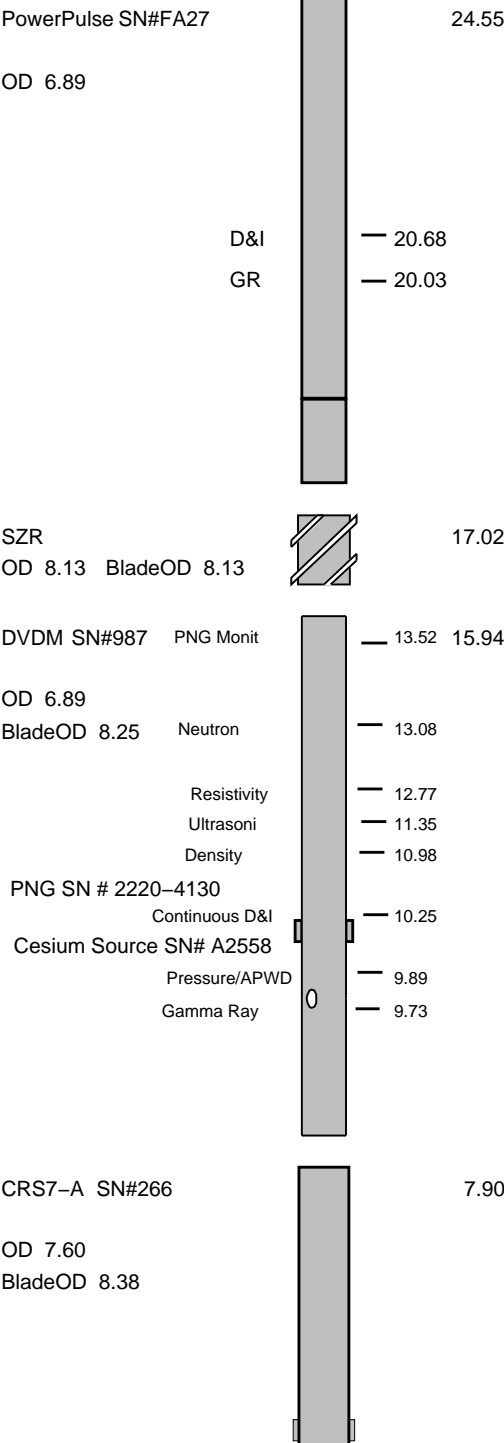 PowerPulse SN#FA27 24.55
OD 6.89
D&I 20.68
GR 20.03
SZR 17.02
OD 8.13 BladeOD 8.13
DVDM SN#987 PNG Monit 13.52 15.94
OD 6.89
BladeOD 8.25 Neutron 13.08
Resistivity 12.77
Ultrasoni 11.35
Density 10.98
PNG SN # 2220−4130
Continuous D&I 10.25
Cesium Source SN# A2558
Pressure/APWD 9.89
Gamma Ray 9.73
CRS7−A SN#266 7.90
OD 7.60
BladeOD 8.38